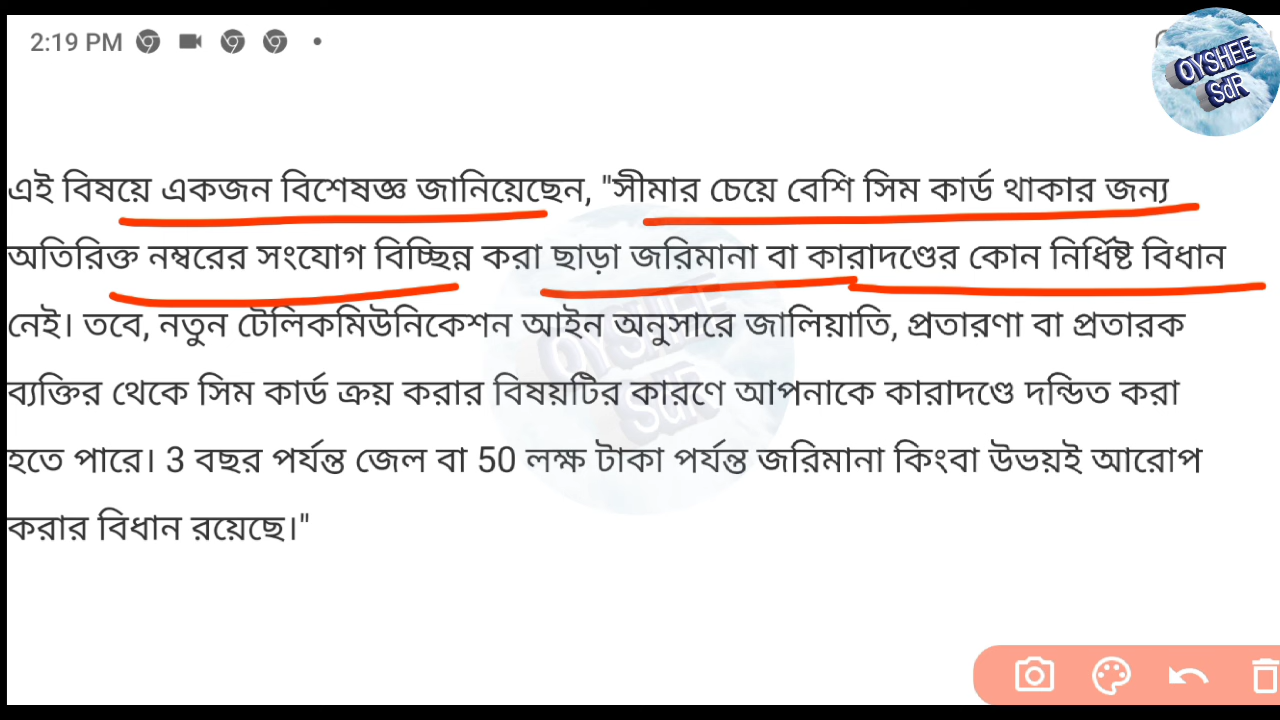 2:19 PM
OYSHEE
SdR
এই বিষয়ে একজন বিশেষজ্ঞ জানিয়েছেন, "সীমার চেয়ে বেশি সিম কার্ড থাকার জন্য
অতিরিক্ত নম্বরের সংযোগ বিচ্ছিন্ন করা ছাড়া জরিমানা বা কারাদণ্ডের কোন নির্ধিষ্ট বিধান
নেই। তবে, নতুন টেলিকমিউনিকেশন আইন অনুসারে জালিয়াতি, প্রতারণা বা প্রতারক
ব্যক্তির থেকে সিম কার্ড ক্রয় করার বিষয়টির কারণে আপনাকে কারাদণ্ডে দন্ডিত করা
হতে পারে। 3 বছর পর্যন্ত জেল বা 50 লক্ষ টাকা পর্যন্ত জরিমানা কিংবা উভয়ই আরোপ
করার বিধান রয়েছে।"
OYSHEE
SdR